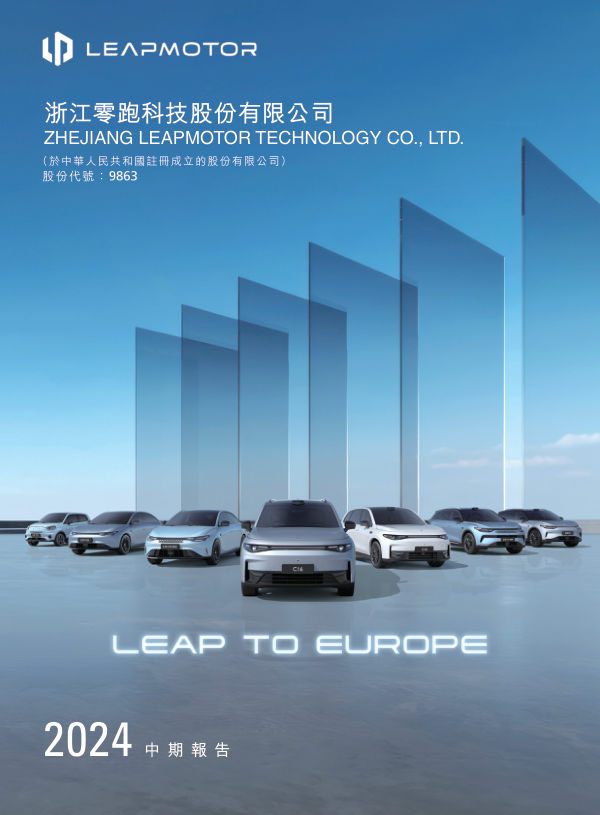 LEAPMOTOR
浙江零跑科技股份有限公司
ZHEJIANG LEAPMOTOR TECHNOLOGY CO., LTD.
(於中華人民共和國註冊成立的股份有限公司)
股份代號：9863
C16
LEAP TO EUROPE
2024 中期報告